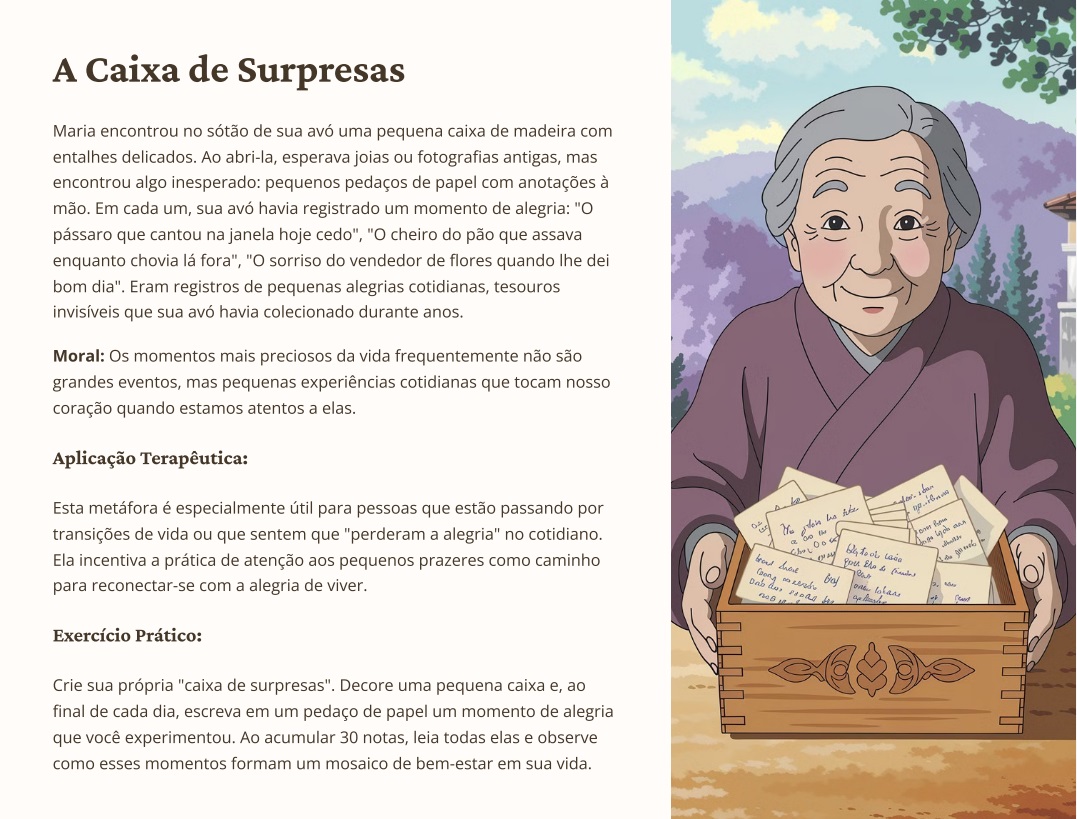 A Caixa de Surpresas
Maria encontrou no sótão de sua avó uma pequena caixa de madeira com
entalhes delicados. Ao abri-la, esperava joias ou fotografias antigas, mas
encontrou algo inesperado: pequenos pedaços de papel com anotações à
mão. Em cada um, sua avó havia registrado um momento de alegria: "O
pássaro que cantou na janela hoje cedo", "O cheiro do pão que assava
enquanto chovia lá fora", "O sorriso do vendedor de flores quando lhe dei
bom dia". Eram registros de pequenas alegrias cotidianas, tesouros
invisíveis que sua avó havia colecionado durante anos.
Moral: Os momentos mais preciosos da vida frequentemente não são
grandes eventos, mas pequenas experiências cotidianas que tocam nosso
coração quando estamos atentos a elas.
Aplicação Terapêutica:
Esta metáfora é especialmente útil para pessoas que estão passando por
transições de vida ou que sentem que "perderam a alegria" no cotidiano.
Ela incentiva a prática de atenção aos pequenos prazeres como caminho
para reconectar-se com a alegria de viver.
Exercício Prático:
Crie sua própria "caixa de surpresas". Decore uma pequena caixa e, ao
final de cada dia, escreva em um pedaço de papel um momento de alegria
que você experimentou. Ao acumular 30 notas, leia todas elas e observe
como esses momentos formam um mosaico de bem-estar em sua vida.